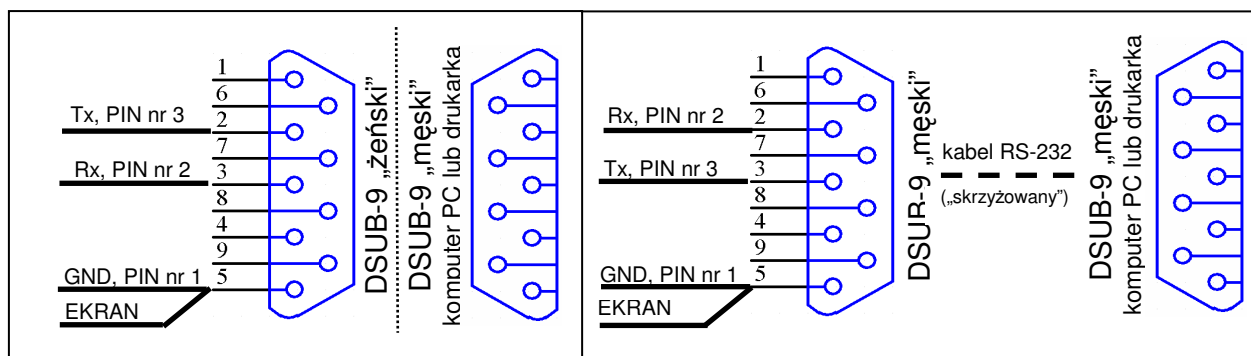 1
6
Tx, PIN nr 3
2
7
Rx, PIN nr 2
3
8
4
9
GND, PIN nr 1
5
EKRAN
DSUB-9 „żeński”
DSUB-9 „męski”
komputer PC lub drukarka
1
6
Rx, PIN nr 2
2
7
Tx, PIN nr 3
3
8
4
9
GND, PIN nr 1
5
EKRAN
DSUR-9 „męski”
kabel RS-232
(„skrzyżowany”)
DSUB-9 „męski”
komputer PC lub drukarka